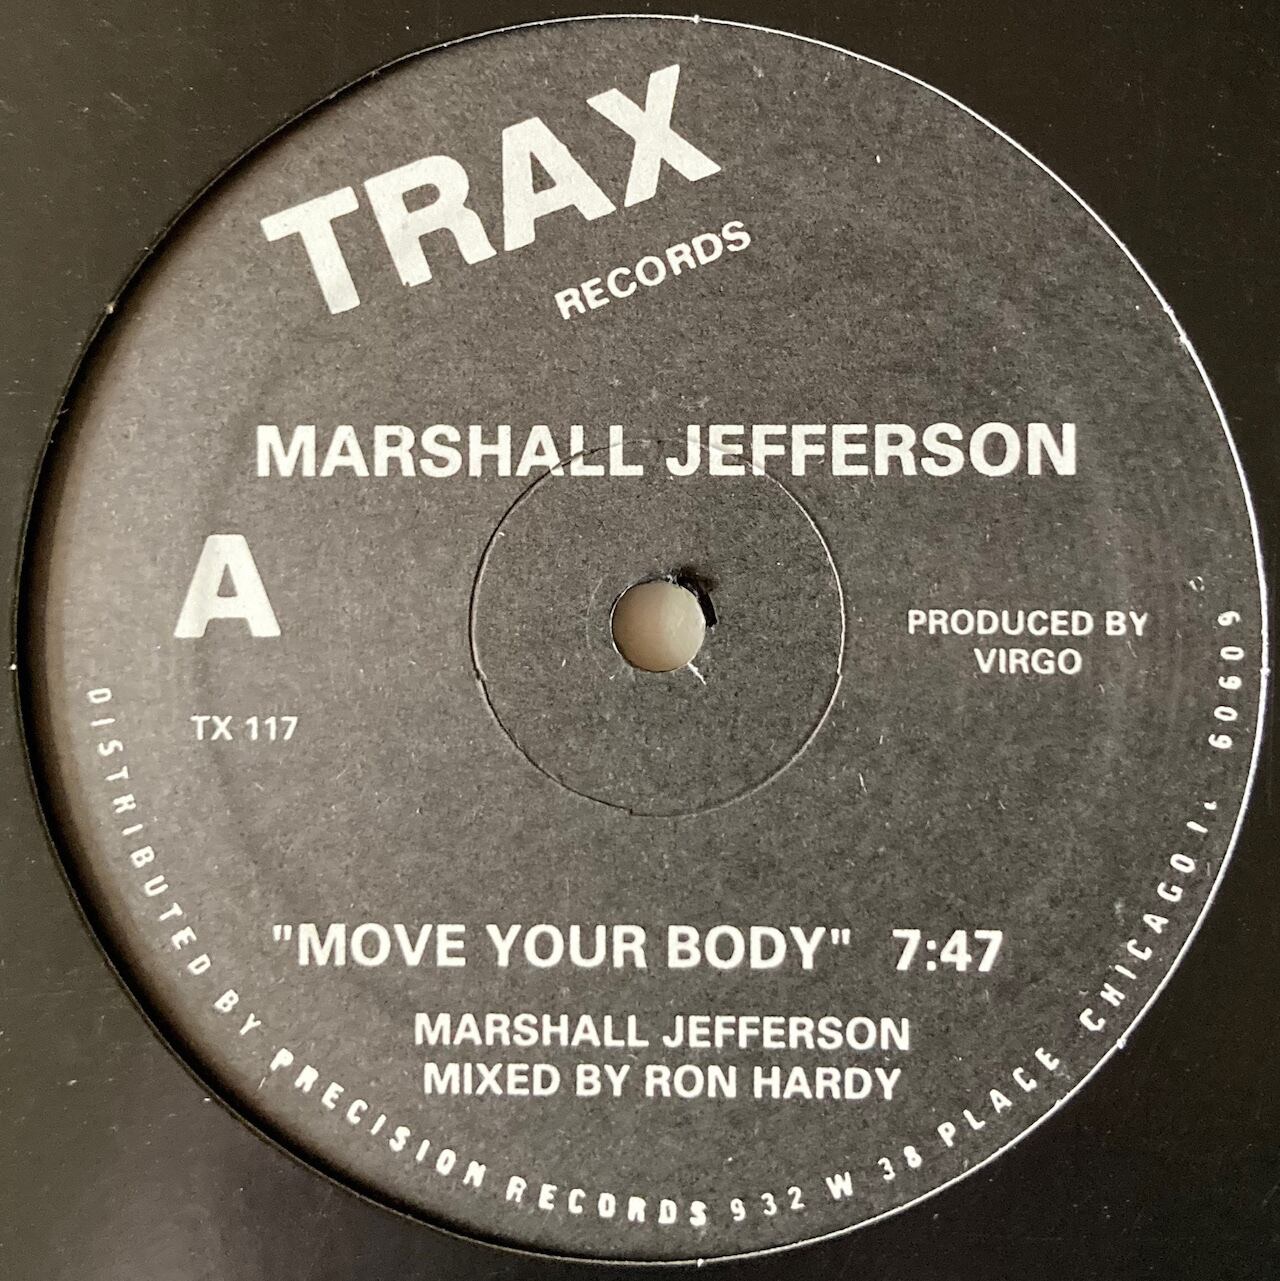 TRAX
RECORDS
MARSHALL JEFFERSON
A
PRODUCED BY
VIRGO
TX 117
"MOVE YOUR BODY" 7:47
MARSHALL JEFFERSON
MIXED BY RON HARDY
DISTRIBUTED BY PRECISION RECORDS 932 W 38 PLACE CHICAGO IL 60609